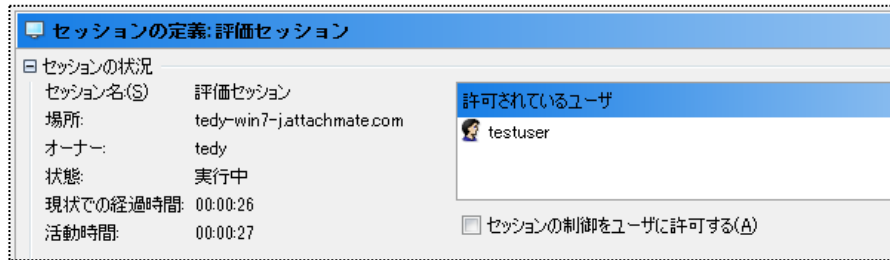 セッションの定義:評価セッション
セッションの状況
セッション名:(S) 評価セッション
場所: tedy-win7-j.attachmate.com
オーナー: tedy
状態: 実行中
現状での経過時間: 00:00:26
活動時間: 00:00:27
許可されているユーザ
testuser
セッションの制御をユーザに許可する(A)